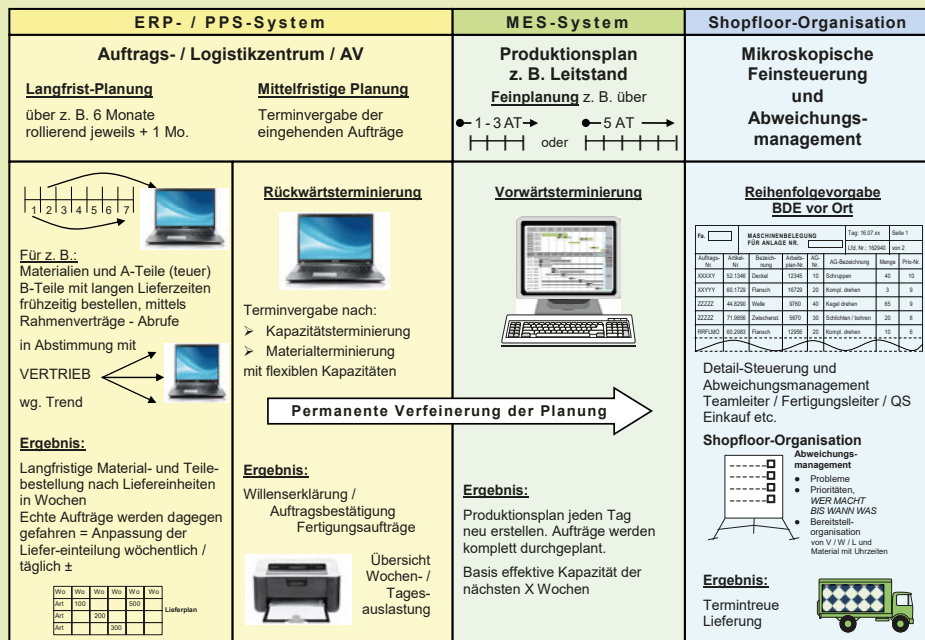 ERP- / PPS-System
MES-System
Shopfloor-Organisation
Auftrags- / Logistikzentrum / AV
Langfrist-Planung
über z. B. 6 Monate
rollierend jeweils + 1 Mo.
Mittelfristige Planung
Terminvergabe der
eingehenden Aufträge
Produktionsplan
z. B. Leitstand
Feinplanung z. B. über
1 - 3 AT
oder
5 AT
Mikroskopische
Feinsteuerung
und
Abweichungs-
management
1 2 3 4 5 6 7
Für z. B.:
Materialien und A-Teile (teuer)
B-Teile mit langen Lieferzeiten
frühzeitig bestellen, mittels
Rahmenverträge - Abrufe
in Abstimmung mit
VERTRIEB
wg. Trend
Ergebnis:
Langfristige Material- und Teile-
bestellung nach Liefereinheiten
in Wochen
Echte Aufträge werden dagegen
gefahren = Anpassung der
Liefer-einteilung wöchentlich /
täglich ±
Wo Wo Wo Wo Wo Wo
Art 100 500
Art 200
Art 300
Lieferplan
Rückwärtsterminierung
Terminvergabe nach:
➢ Kapazitätsterminierung
➢ Materialterminierung
mit flexiblen Kapazitäten
Permanente Verfeinerung der Planung
Ergebnis:
Willenserklärung /
Auftragsbestätigung
Fertigungsaufträge
Übersicht
Wochen- /
Tages-
auslastung
Vorwärtsterminierung
Ergebnis:
Produktionsplan jeden Tag
neu erstellen. Aufträge werden
komplett durchgeplant.
Basis effektive Kapazität der
nächsten X Wochen
Reihenfolgevorgabe
BDE vor Ort
Fa. MASCHINENBELEGUNG FÜR ANLAGE NR. Tag: 16.07.xx Seite 1
Lfd. Nr.: 162940 von 2
Auftrags-Nr. Artikel-Nr. Bezeich-nung Arbeits-plan-Nr. AG-Nr. AG-Bezeichnung Menge Prio-Nr.
XXXXY 52.1346 Deckel 12345 10 Schruppen 40 10
XXYYY 60.1729 Flansch 16729 20 Kompl. drehen 3 9
ZZZZZ 44.8290 Welle 9760 40 Kegel drehen 65 9
ZZZZZ 71.9856 Zwischenst. 5670 30 Schlichten / bohren 20 8
RRFLMO 60.2983 Flansch 12956 20 Kompl. drehen 10 6
Detail-Steuerung und
Abweichungsmanagement
Teamleiter / Fertigungsleiter / QS
Einkauf etc.
Shopfloor-Organisation
Abweichungs-
management
● Probleme
● Prioritäten,
WER MACHT
BIS WANN WAS
● Bereitstell-
organisation
von V / W / L und
Material mit Uhrzeiten
Ergebnis:
Termintreue
Lieferung